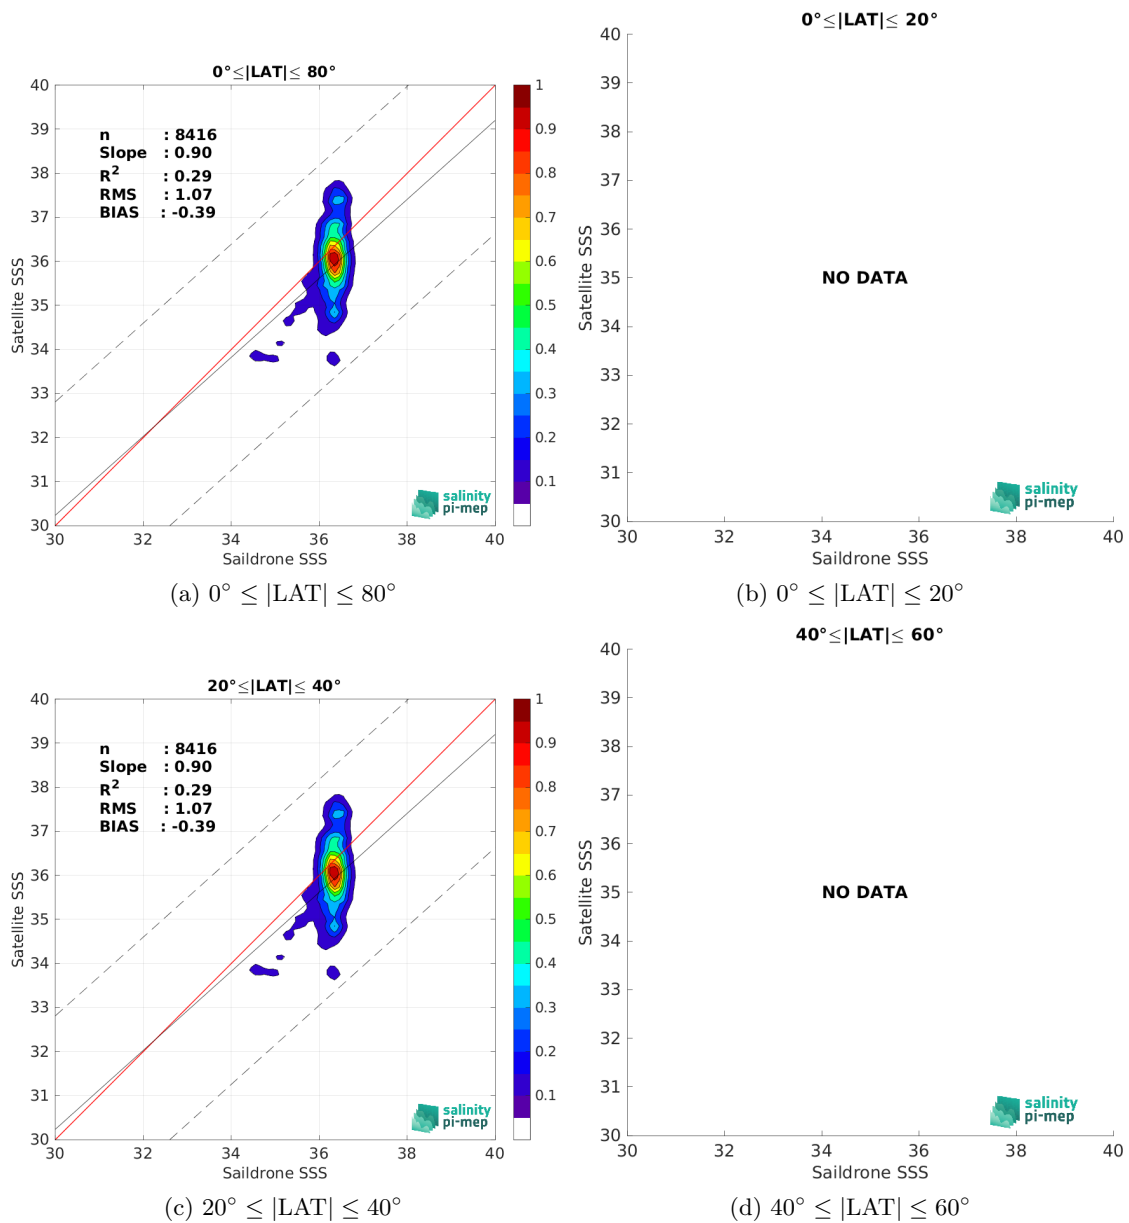 0°≤|LAT|≤ 80°
40
39
38
37
36
35
34
33
32
31
30
Satellite SSS
n : 8416
Slope : 0.90
R² : 0.29
RMS : 1.07
BIAS : -0.39
salinity
pi-mep
30 32 34 36 38 40
Saildrone SSS
1
0.9
0.8
0.7
0.6
0.5
0.4
0.3
0.2
0.1
(a) 0° ≤ |LAT| ≤ 80°
0°≤|LAT|≤ 20°
40
39
38
37
36
35
34
33
32
31
30
Satellite SSS
NO DATA
salinity
pi-mep
30 32 34 36 38 40
Saildrone SSS
(b) 0° ≤ |LAT| ≤ 20°
20°≤|LAT|≤ 40°
40
39
38
37
36
35
34
33
32
31
30
Satellite SSS
n : 8416
Slope : 0.90
R² : 0.29
RMS : 1.07
BIAS : -0.39
salinity
pi-mep
30 32 34 36 38 40
Saildrone SSS
1
0.9
0.8
0.7
0.6
0.5
0.4
0.3
0.2
0.1
(c) 20° ≤ |LAT| ≤ 40°
40°≤|LAT|≤ 60°
40
39
38
37
36
35
34
33
32
31
30
Satellite SSS
NO DATA
salinity
pi-mep
30 32 34 36 38 40
Saildrone SSS
(d) 40° ≤ |LAT| ≤ 60°